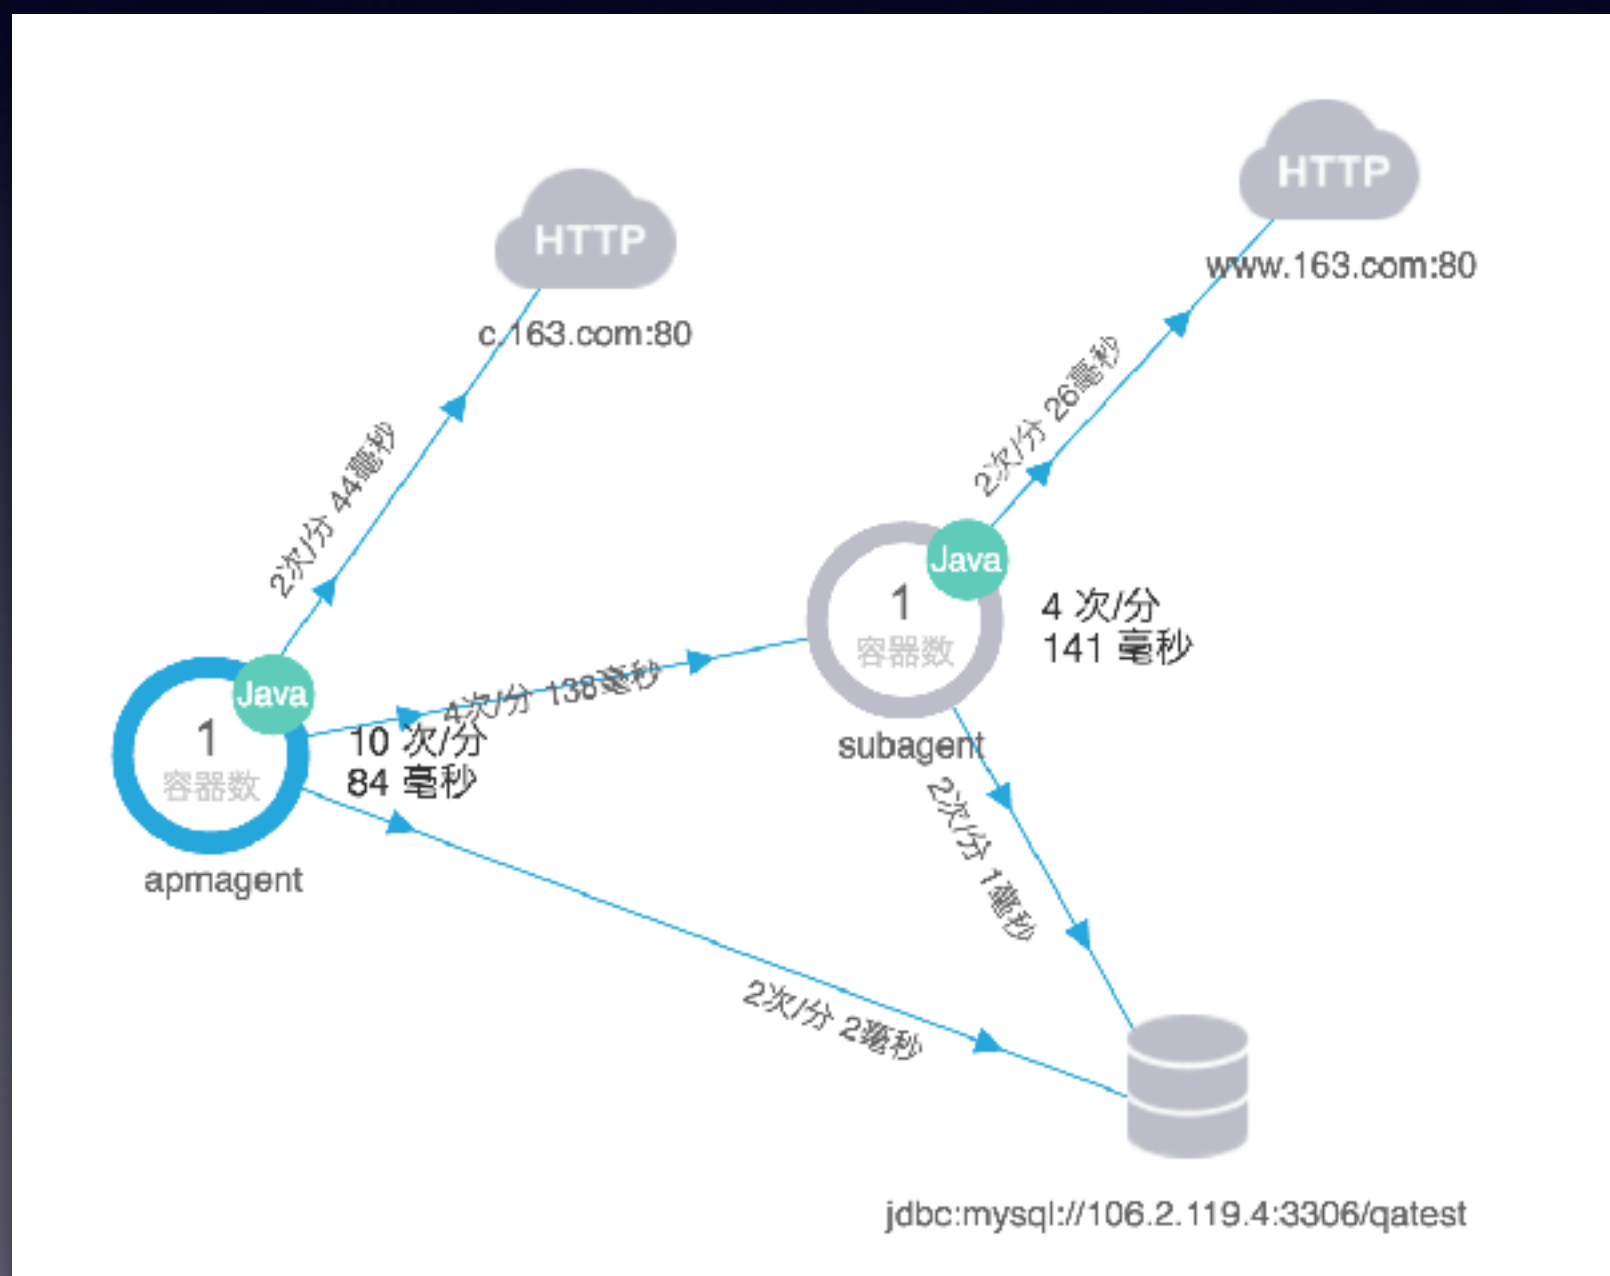 HTTP
www.163.com:80
HTTP
c.163.com:80
2次/分 26毫秒
2次/分 44毫秒
Java
1
容器数
4 次/分
141 毫秒
subagent
4次/分 138毫秒
Java
1
容器数
10 次/分
84 毫秒
apmagent
2次/分 1毫秒
2次/分 2毫秒
jdbc:mysql://106.2.119.4:3306/qatest